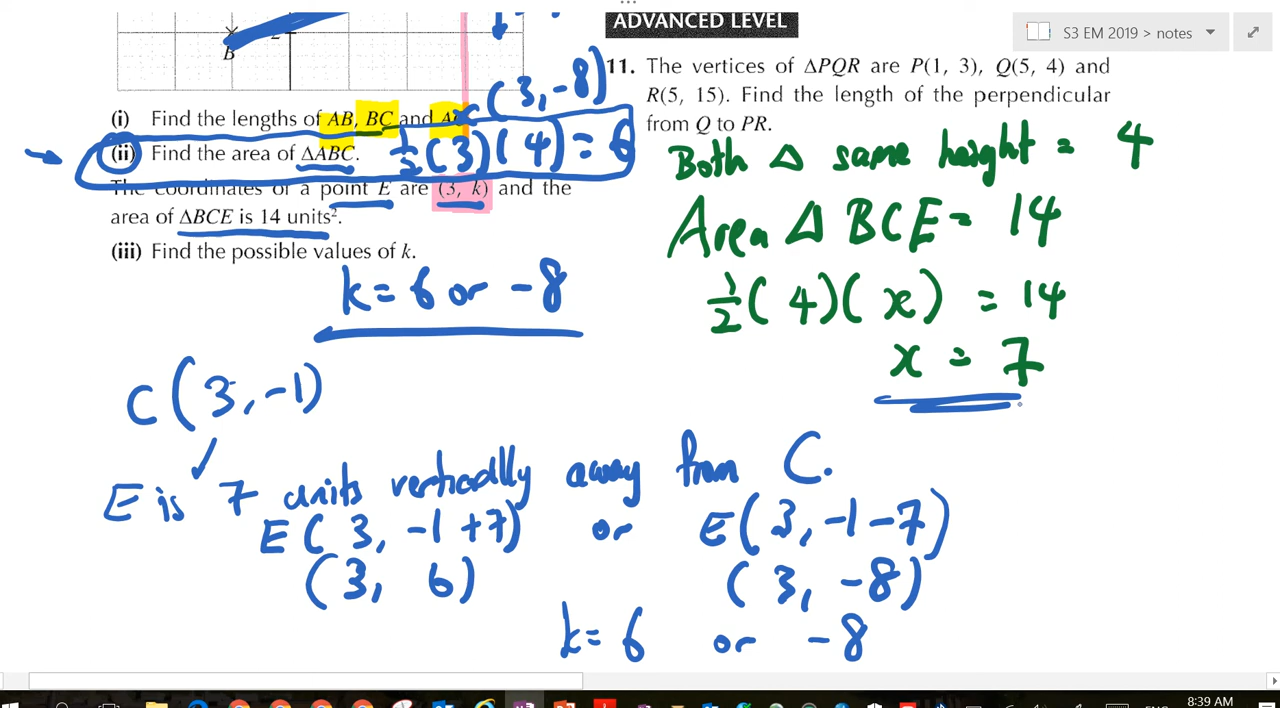 B
-2
(3, -8)
(i) Find the lengths of AB, BC and A
(ii) Find the area of △ABC. ½(3)(4) = 6
The coordinates of a point E are (3, k) and the
area of △BCE is 14 units².
(iii) Find the possible values of k.
k = 6 or -8
C(3, -1)
E is 7 units vertically away from C.
E(3, -1+7) or E(3, -1-7)
(3, 6) (3, -8)
k = 6 or -8
ADVANCED LEVEL
11. The vertices of △PQR are P(1, 3), Q(5, 4) and
R(5, 15). Find the length of the perpendicular
from Q to PR.
Both △ same height = 4
Area △ BCE = 14
½(4)(x) = 14
x = 7
S3 EM 2019 > notes
8:39 AM